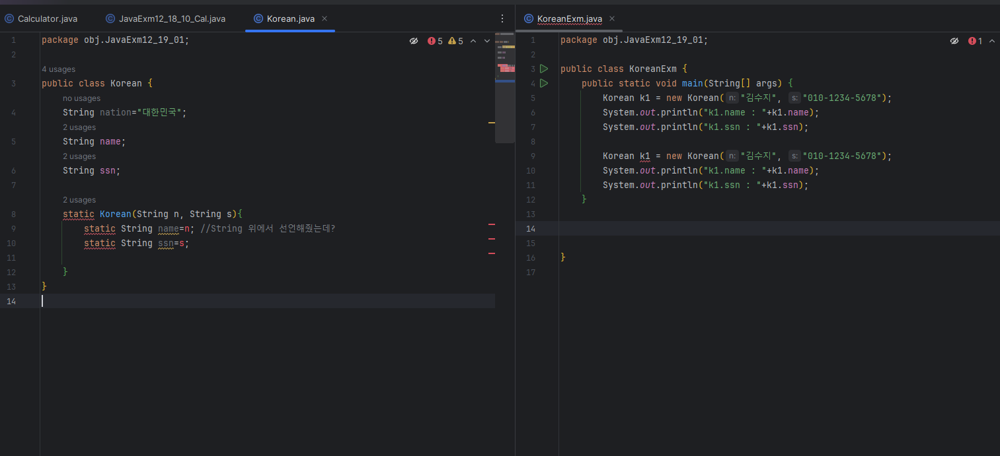 Calculator.java JavaExm12_18_10_Cal.java Korean.java
1 package obj.JavaExm12_19_01; 5 5
2
4 usages
3 public class Korean {
no usages
4 String nation="대한민국";
2 usages
5 String name;
2 usages
6 String ssn;
7
2 usages
8 static Korean(String n, String s){
9 static String name=n; //String 위에서 선언해줬는데?
10 static String ssn=s;
11
12 }
13 }
14
KoreanExm.java
1 package obj.JavaExm12_19_01; 1
2
3 public class KoreanExm {
4 public static void main(String[] args) {
5 Korean k1 = new Korean( n: "김수지", s: "010-1234-5678");
6 System.out.println("k1.name : "+k1.name);
7 System.out.println("k1.ssn : "+k1.ssn);
8
9 Korean k1 = new Korean( n: "김수지", s: "010-1234-5678");
10 System.out.println("k1.name : "+k1.name);
11 System.out.println("k1.ssn : "+k1.ssn);
12 }
13
14
15
16 }
17